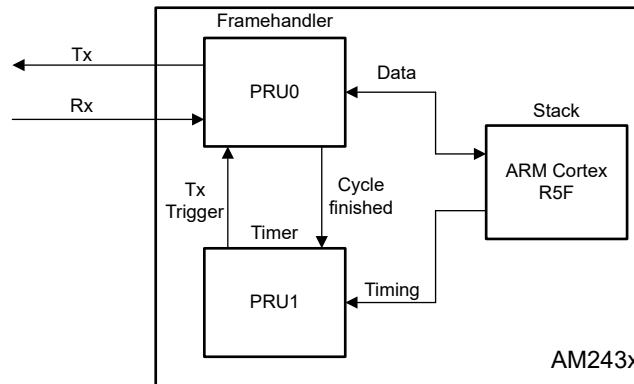 Framehandler
Tx
PRU0
Data
Rx
Stack
ARM Cortex
R5F
Tx
Trigger
Cycle
finished
Timer
PRU1
Timing
AM243x